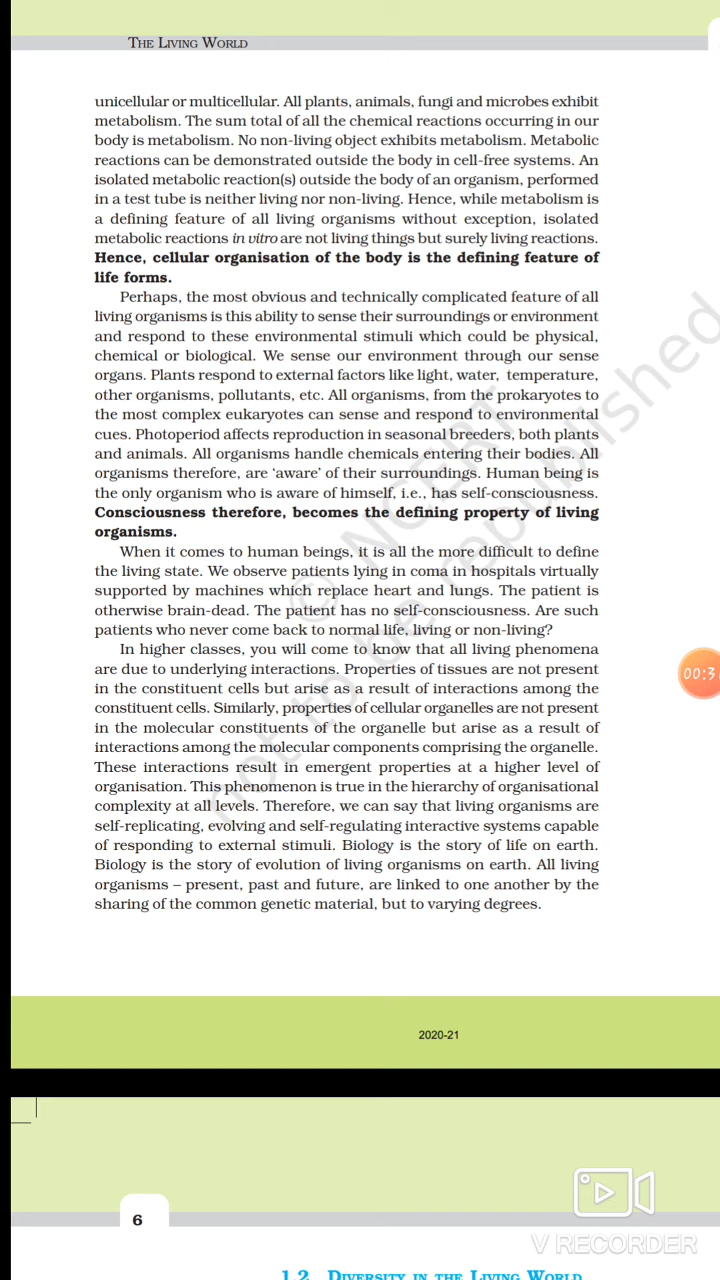 THE LIVING WORLD
unicellular or multicellular. All plants, animals, fungi and microbes exhibit
metabolism. The sum total of all the chemical reactions occurring in our
body is metabolism. No non-living object exhibits metabolism. Metabolic
reactions can be demonstrated outside the body in cell-free systems. An
isolated metabolic reaction(s) outside the body of an organism, performed
in a test tube is neither living nor non-living. Hence, while metabolism is
a defining feature of all living organisms without exception, isolated
metabolic reactions in vitro are not living things but surely living reactions.
Hence, cellular organisation of the body is the defining feature of
life forms.
Perhaps, the most obvious and technically complicated feature of all
living organisms is this ability to sense their surroundings or environment
and respond to these environmental stimuli which could be physical,
chemical or biological. We sense our environment through our sense
organs. Plants respond to external factors like light, water, temperature,
other organisms, pollutants, etc. All organisms, from the prokaryotes to
the most complex eukaryotes can sense and respond to environmental
cues. Photoperiod affects reproduction in seasonal breeders, both plants
and animals. All organisms handle chemicals entering their bodies. All
organisms therefore, are ‘aware’ of their surroundings. Human being is
the only organism who is aware of himself, i.e., has self-consciousness.
Consciousness therefore, becomes the defining property of living
organisms.
When it comes to human beings, it is all the more difficult to define
the living state. We observe patients lying in coma in hospitals virtually
supported by machines which replace heart and lungs. The patient is
otherwise brain-dead. The patient has no self-consciousness. Are such
patients who never come back to normal life, living or non-living?
In higher classes, you will come to know that all living phenomena
are due to underlying interactions. Properties of tissues are not present
in the constituent cells but arise as a result of interactions among the
constituent cells. Similarly, properties of cellular organelles are not present
in the molecular constituents of the organelle but arise as a result of
interactions among the molecular components comprising the organelle.
These interactions result in emergent properties at a higher level of
organisation. This phenomenon is true in the hierarchy of organisational
complexity at all levels. Therefore, we can say that living organisms are
self-replicating, evolving and self-regulating interactive systems capable
of responding to external stimuli. Biology is the story of life on earth.
Biology is the story of evolution of living organisms on earth. All living
organisms – present, past and future, are linked to one another by the
sharing of the common genetic material, but to varying degrees.
© NCERT
not to be republished
00:3
2020-21
6
V RECORDER
1.2 DIVERSITY IN THE LIVING WORLD